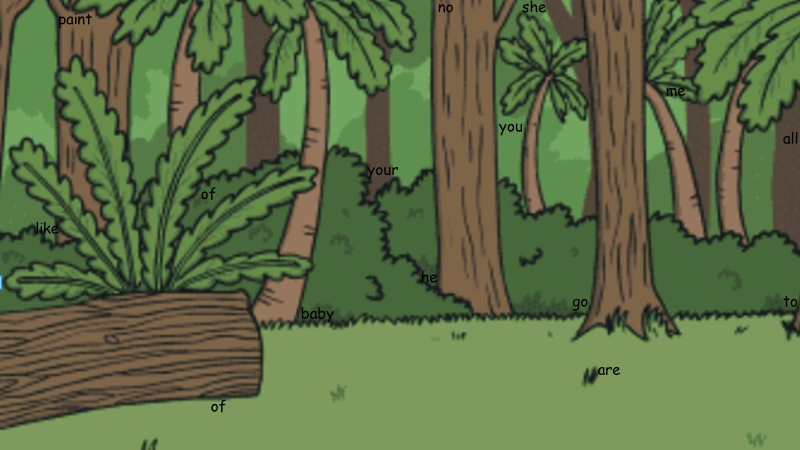 no
she
paint
me
you
all
your
of
like
he
to
go
baby
are
of